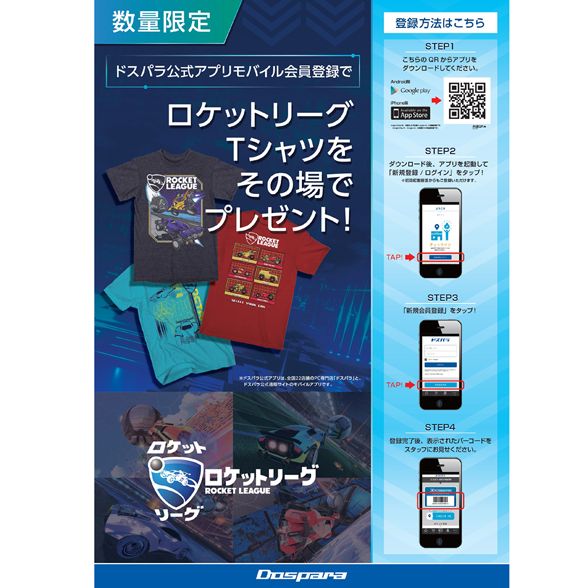 数量限定
ドスパラ公式アプリモバイル会員登録で
ロケットリーグ
Tシャツを
その場で
プレゼント!
ROCKET
LEAGUE
ROCKET
LEAGUE
※ドスパラ公式アプリは、全国22店舗のPC専門店「ドスパラ」と、
ドスパラ公式通販サイトのモバイルアプリです。
ロケット
リーグ
ロケットリーグ
ROCKET LEAGUE
登録方法はこちら
STEP1
こちらの QR からアプリを
ダウンロードしてください。
Android用
Google play
iPhone用
Available on the
App Store
STEP2
ダウンロード後、アプリを起動して
「新規登録 / ログイン」をタップ!
TAP!
STEP3
「新規会員登録」をタップ!
ドスパラ
TAP!
STEP4
登録完了後、表示されたバーコードを
スタッフにお見せください。
Dospara